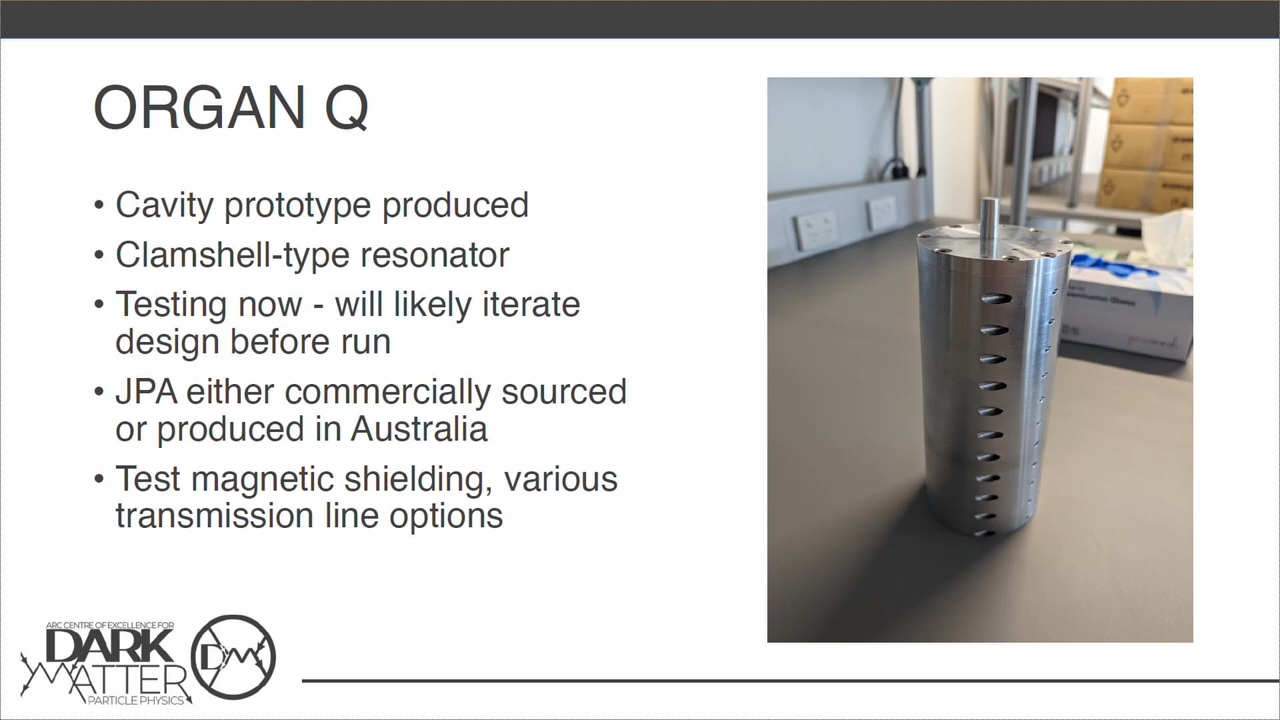 ORGAN Q
• Cavity prototype produced
• Clamshell-type resonator
• Testing now - will likely iterate
design before run
• JPA either commercially sourced
or produced in Australia
• Test magnetic shielding, various
transmission line options
ARC CENTRE OF EXCELLENCE FOR
DARK
MATTER
PARTICLE PHYSICS
DM